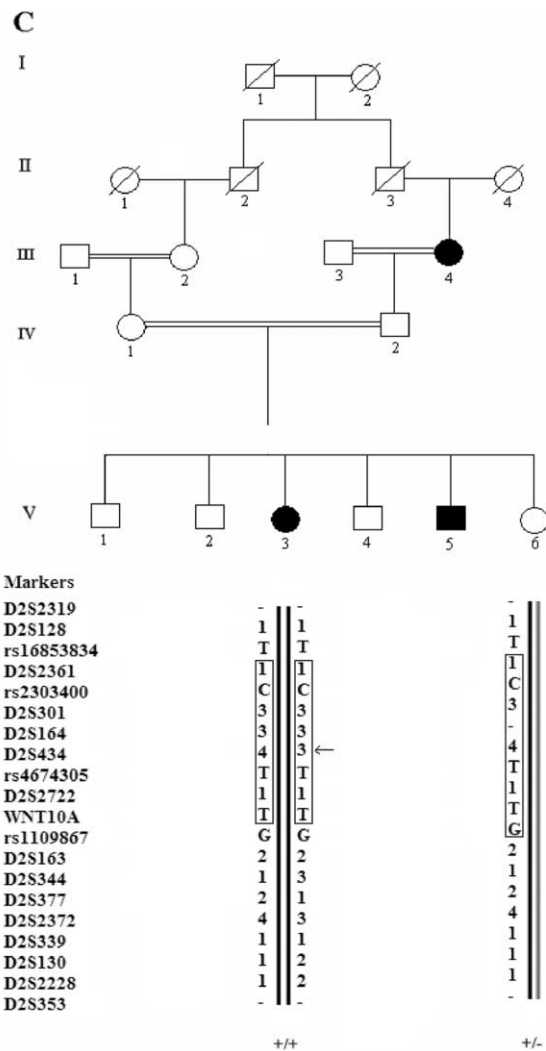 C
I
1 2
II
1 2 3 4
III
1 2 3 4
IV
1 2
V
1 2 3 4 5 6
Markers
D2S2319 - - -
D2S128 1 1 1
rs16853834 T T T
D2S2361 1 1 1
rs2303400 C C C
D2S301 3 3 3
D2S164 3 3 -
D2S434 4 3 ← 4
rs4674305 T T T
D2S2722 1 1 1
WNT10A T T T
rs1109867 G G G
D2S163 2 2 2
D2S344 1 3 1
D2S377 2 1 2
D2S2372 4 3 4
D2S339 1 1 1
D2S130 1 2 1
D2S2228 1 2 1
D2S353 - - -
+/+ +/-